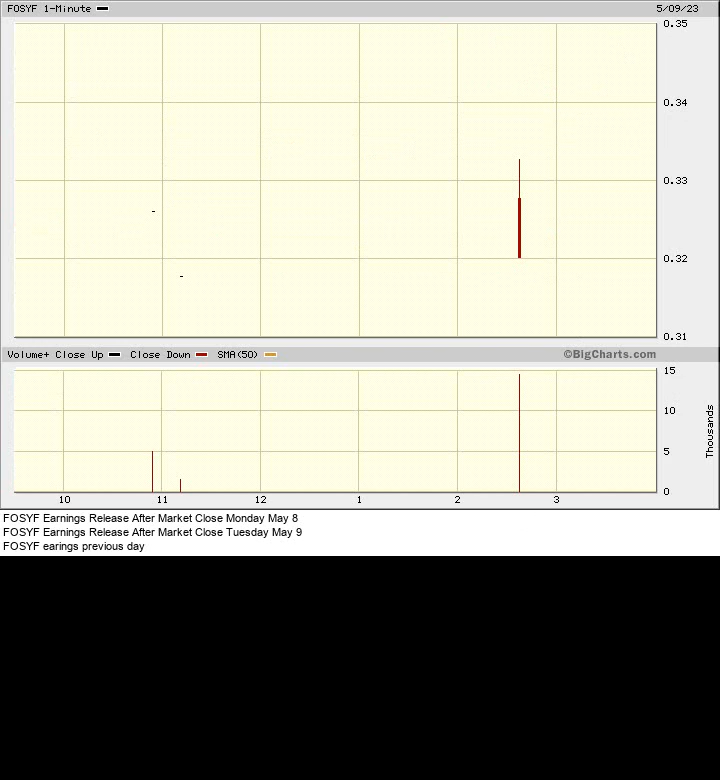 FOSYF 1-Minute 5/09/23
0.35
0.34
0.33
0.32
0.31
Volume+ Close Up Close Down SMA(50) ©BigCharts.com
15
10
5
0
Thousands
10 11 12 1 2 3
FOSYF Earnings Release After Market Close Monday May 8
FOSYF Earnings Release After Market Close Tuesday May 9
FOSYF earings previous day